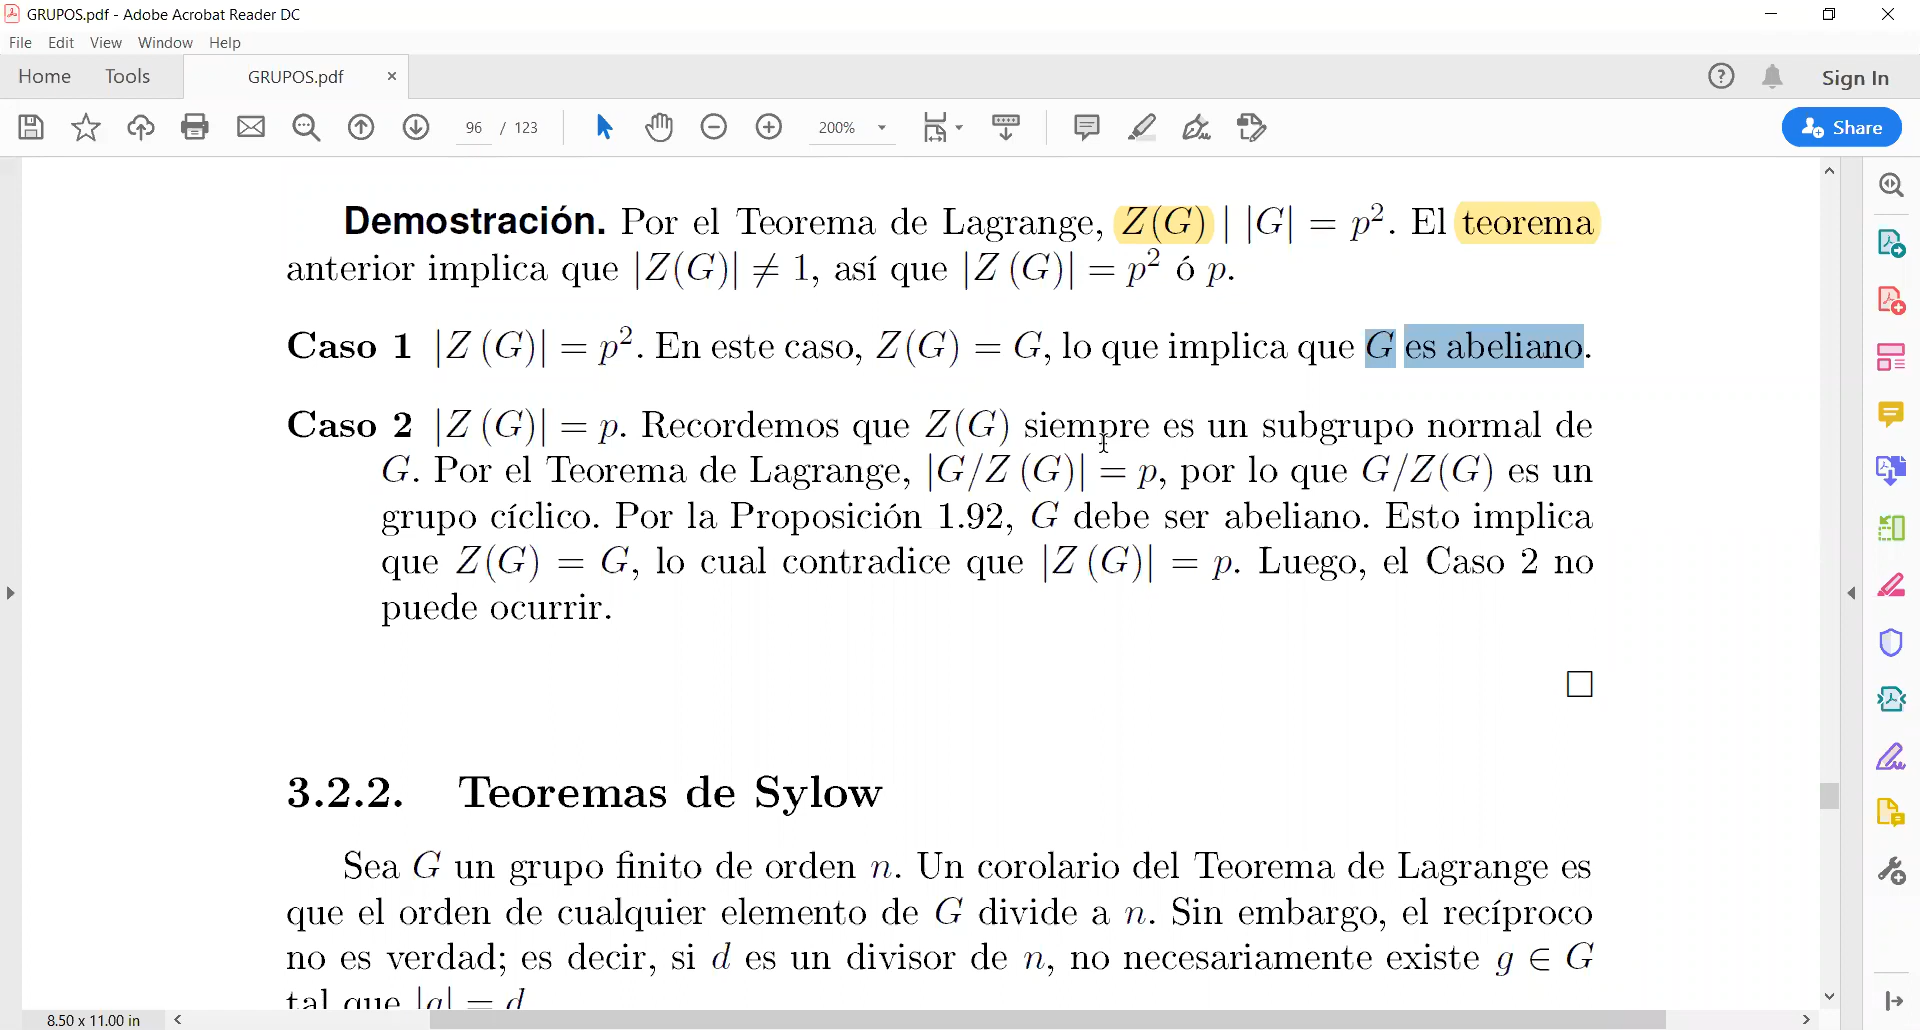 GRUPOS.pdf - Adobe Acrobat Reader DC
File Edit View Window Help
Home Tools GRUPOS.pdf × Sign In
96 / 123 200% Share
Demostración. Por el Teorema de Lagrange, Z(G) | |G| = p². El teorema
anterior implica que |Z(G)| ≠ 1, así que |Z (G)| = p² ó p.
Caso 1 |Z (G)| = p². En este caso, Z(G) = G, lo que implica que G es abeliano.
Caso 2 |Z (G)| = p. Recordemos que Z(G) siempre es un subgrupo normal de
G. Por el Teorema de Lagrange, |G/Z (G)| = p, por lo que G/Z(G) es un
grupo cíclico. Por la Proposición 1.92, G debe ser abeliano. Esto implica
que Z(G) = G, lo cual contradice que |Z (G)| = p. Luego, el Caso 2 no
puede ocurrir.
□
3.2.2. Teoremas de Sylow
Sea G un grupo finito de orden n. Un corolario del Teorema de Lagrange es
que el orden de cualquier elemento de G divide a n. Sin embargo, el recíproco
no es verdad; es decir, si d es un divisor de n, no necesariamente existe g ∈ G
tal que |g| = d
8.50 x 11.00 in